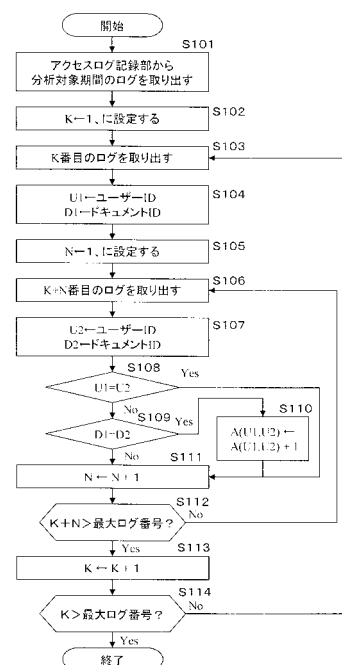 開始
S101
アクセスログ記録部から
分析対象期間のログを取り出す
S102
K←1、に設定する
S103
K番目のログを取り出す
S104
U1←ユーザーID
D1←ドキュメントID
S105
N←1、に設定する
S106
K+N番目のログを取り出す
S107
U2←ユーザーID
D2←ドキュメントID
S108
U1=U2
Yes
No
S109
D1=D2
Yes
No
S110
A(U1,U2)←
A(U1,U2)+1
S111
N←N+1
S112
K+N>最大ログ番号?
No
Yes
S113
K←K+1
S114
K>最大ログ番号?
No
Yes
終了